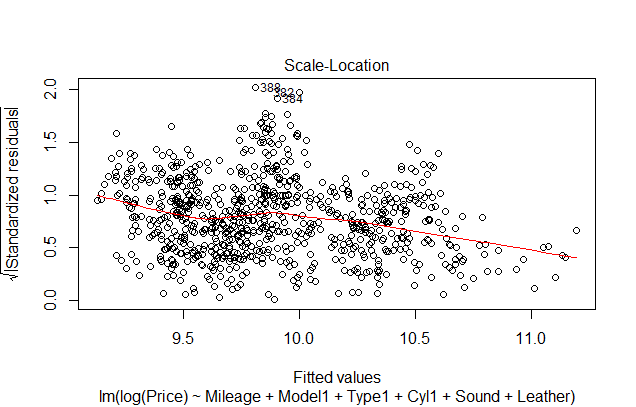 Scale-Location
√|Standardized residuals|
2.0
1.5
1.0
0.5
0.0
388
382
384
9.5 10.0 10.5 11.0
Fitted values
lm(log(Price) ~ Mileage + Model1 + Type1 + Cyl1 + Sound + Leather)